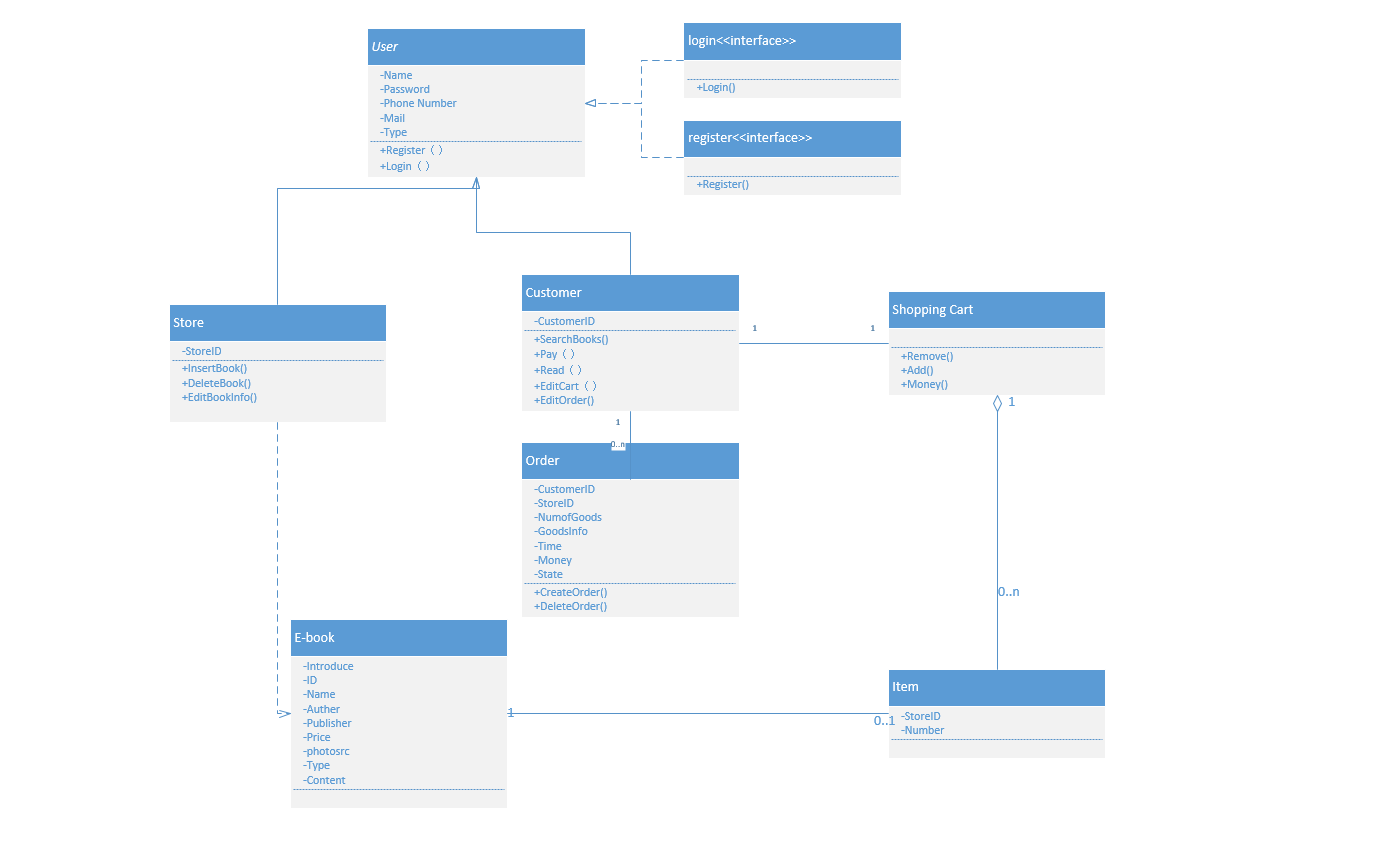 User
-Name
-Password
-Phone Number
-Mail
-Type
+Register（）
+Login（）
login<<interface>>
+Login()
register<<interface>>
+Register()
Store
-StoreID
+InsertBook()
+DeleteBook()
+EditBookInfo()
Customer
-CustomerID
+SearchBooks()
+Pay（）
+Read（）
+EditCart（）
+EditOrder()
1
1
Shopping Cart
+Remove()
+Add()
+Money()
1
1
0..n
Order
-CustomerID
-StoreID
-NumofGoods
-GoodsInfo
-Time
-Money
-State
+CreateOrder()
+DeleteOrder()
0..n
E-book
-Introduce
-ID
-Name
-Auther
-Publisher
-Price
-photosrc
-Type
-Content
1
0..1
Item
-StoreID
-Number